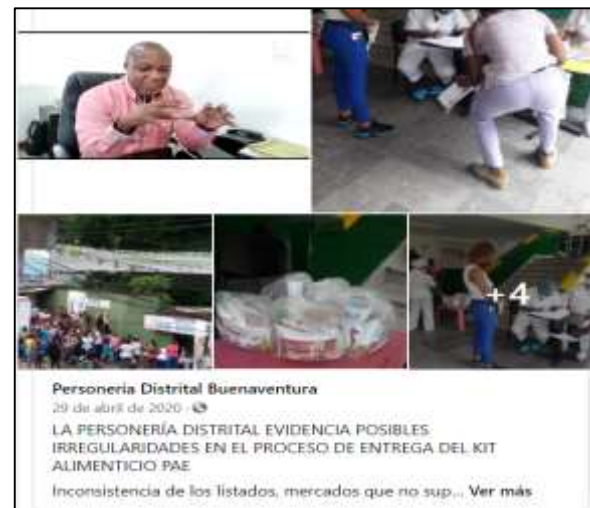 +4
Personeria Distrital Buenaventura
29 de abril de 2020
LA PERSONERÍA DISTRITAL EVIDENCIA POSIBLES
IRREGULARIDADES EN EL PROCESO DE ENTREGA DEL KIT
ALIMENTICIO PAE
Inconsistencia de los listados, mercados que no sup... Ver más